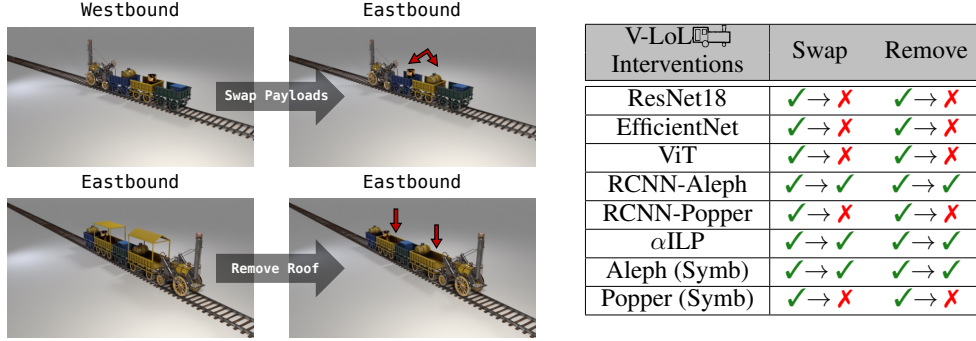 Westbound
Eastbound
Swap Payloads
Eastbound
Eastbound
Remove Roof
V-LoL Interventions Swap Remove
ResNet18 ✓→✗ ✓→✗
EfficientNet ✓→✗ ✓→✗
ViT ✓→✗ ✓→✗
RCNN-Aleph ✓→✓ ✓→✓
RCNN-Popper ✓→✗ ✓→✗
αILP ✓→✓ ✓→✓
Aleph (Symb) ✓→✓ ✓→✓
Popper (Symb) ✓→✗ ✓→✗